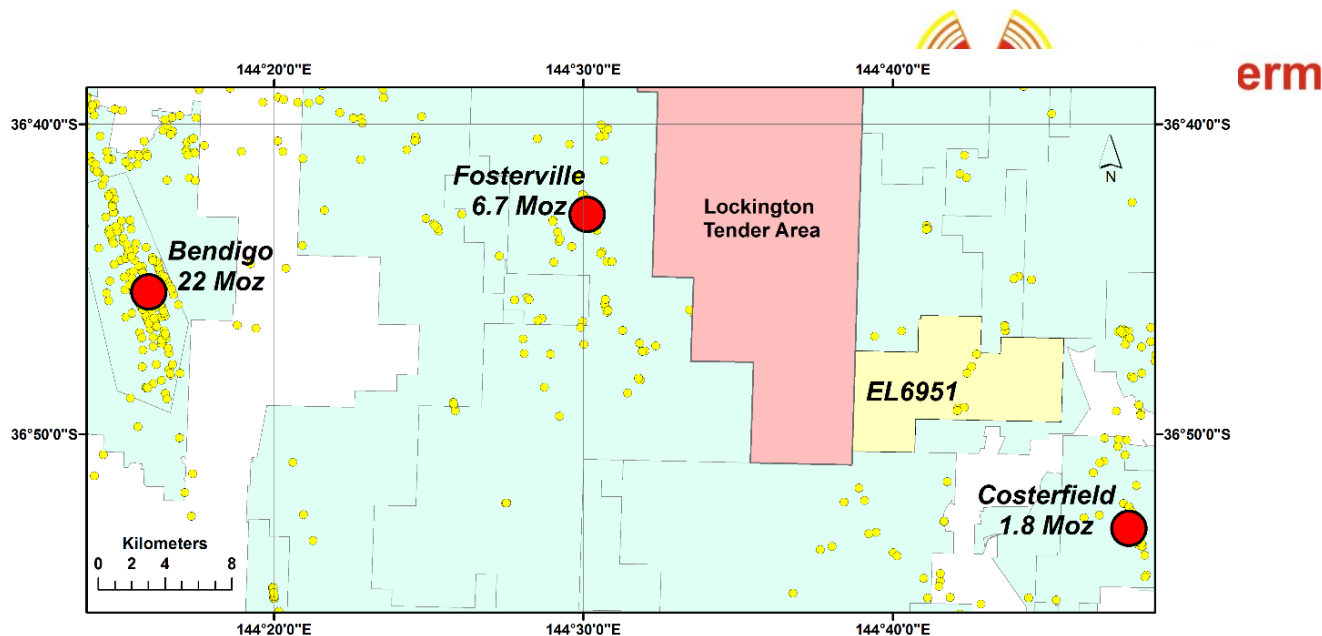 erm
144°20'0"E 144°30'0"E 144°40'0"E
36°40'0"S 36°40'0"S
N
Fosterville
6.7 Moz
Lockington
Tender Area
Bendigo
22 Moz
EL6951
36°50'0"S 36°50'0"S
Costerfield
1.8 Moz
Kilometers
0 2 4 8
144°20'0"E 144°30'0"E 144°40'0"E